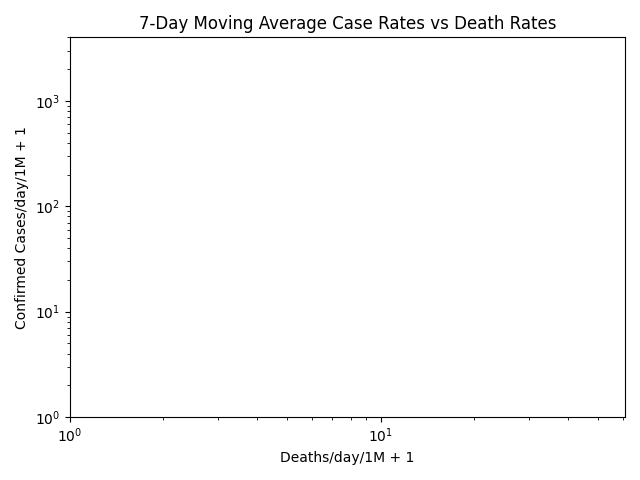 7-Day Moving Average Case Rates vs Death Rates
Confirmed Cases/day/1M + 1
10³
10²
10¹
10⁰
10⁰ 10¹
Deaths/day/1M + 1